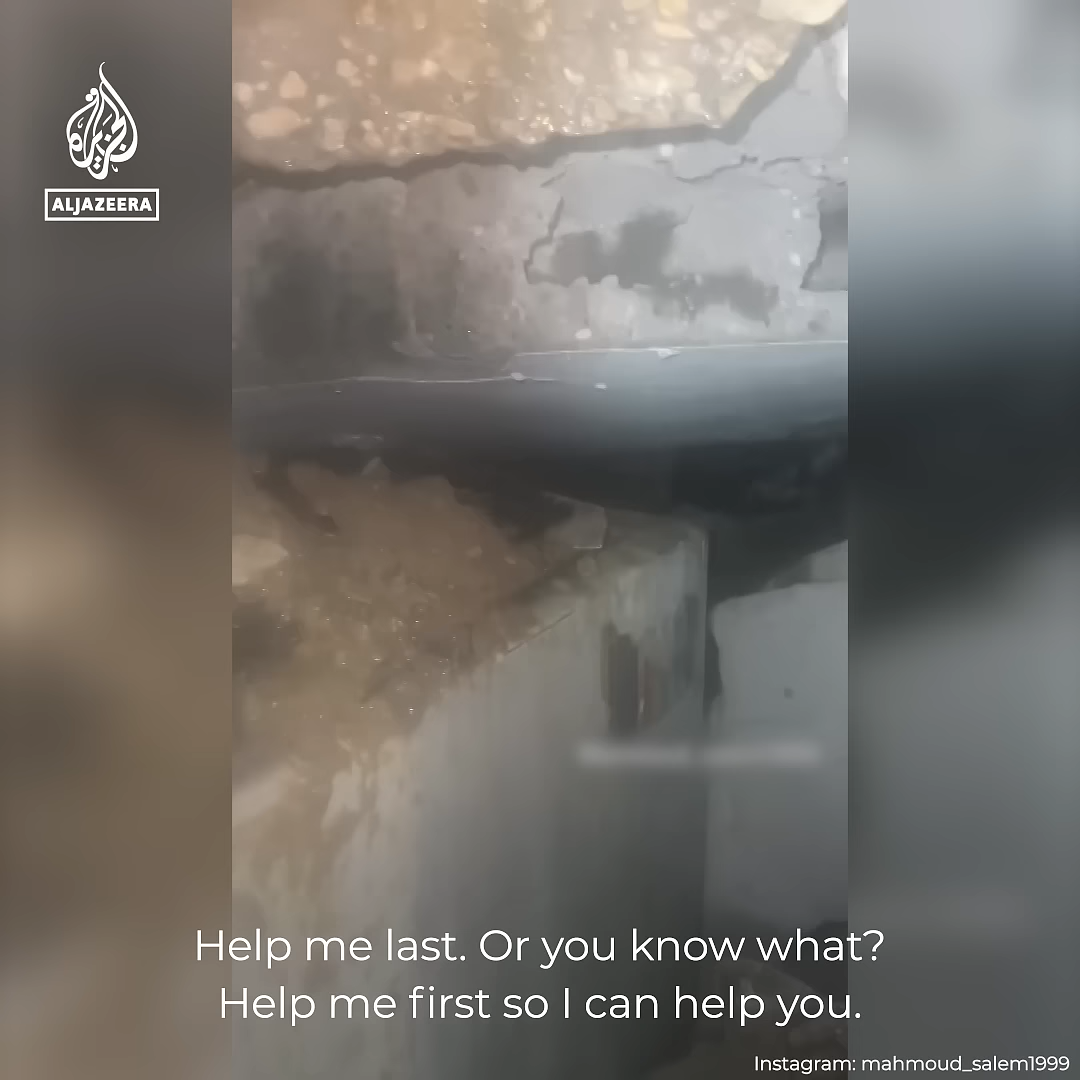 الجزيرة
ALJAZEERA
Help me last. Or you know what?
Help me first so I can help you.
Instagram: mahmoud_salem1999